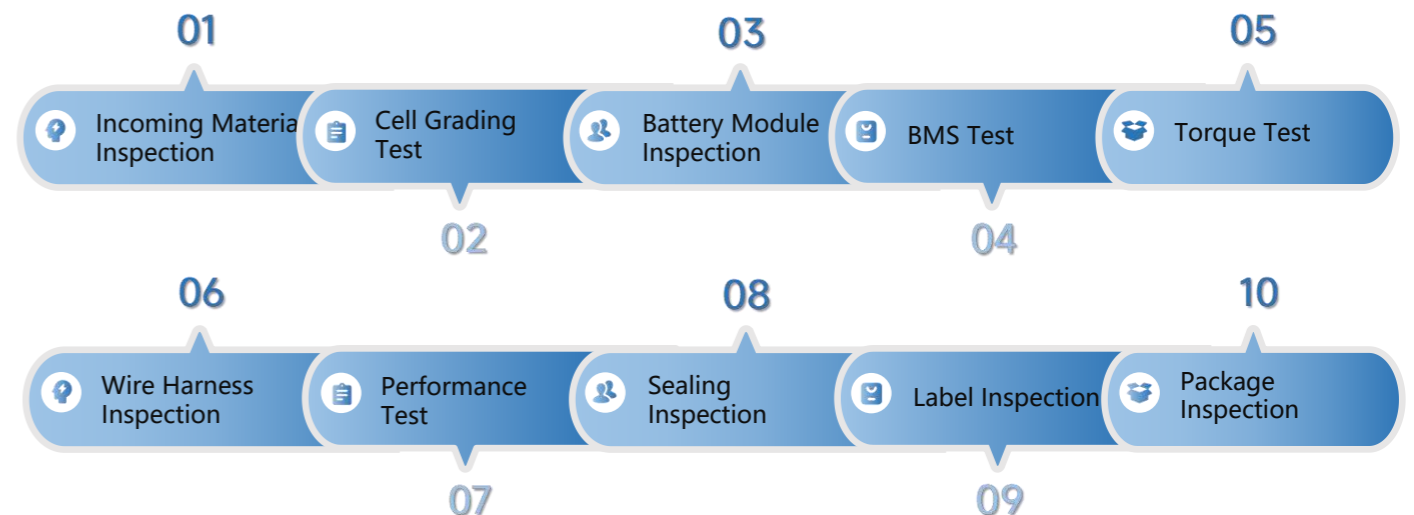 01
03
05
Incoming Materia
Inspection
Cell Grading
Test
Battery Module
Inspection
BMS Test
Torque Test
02
04
06
08
10
Wire Harness
Inspection
Performance
Test
Sealing
Inspection
Label Inspection
Package
Inspection
07
09